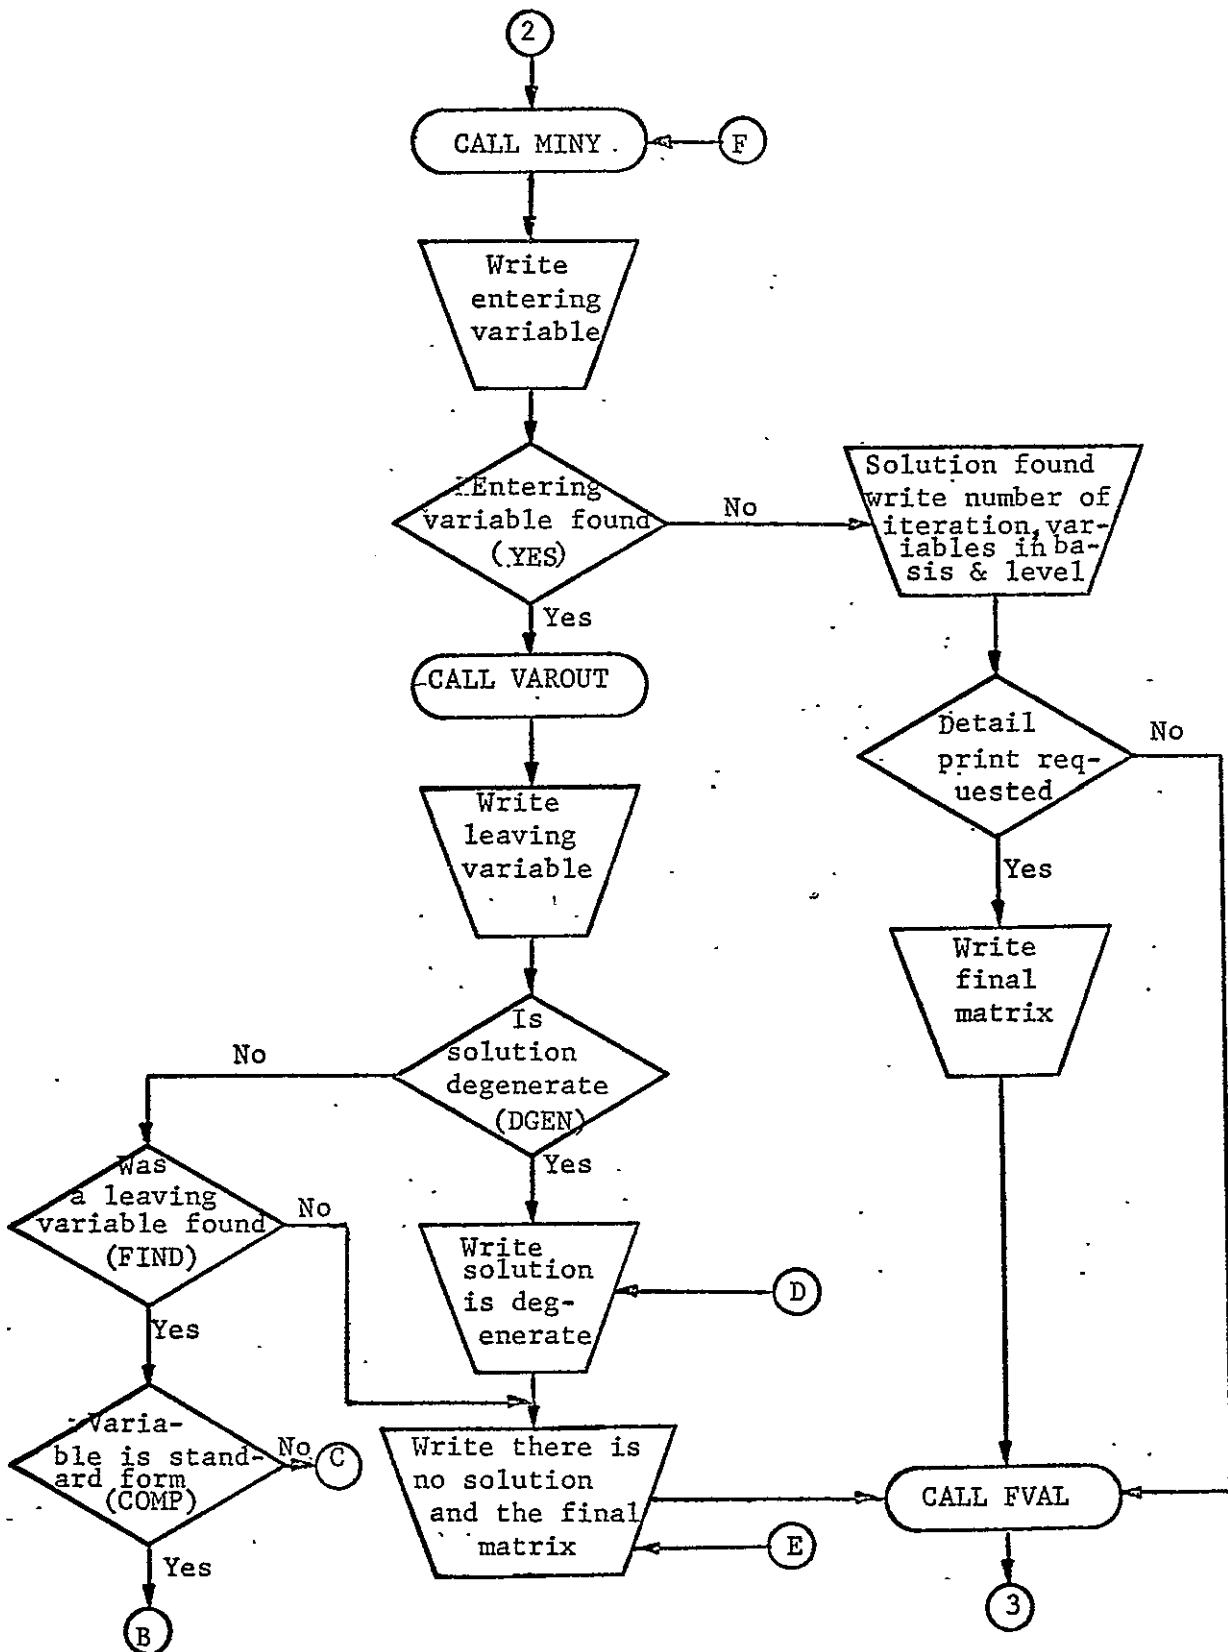 2
CALL MINY
F
Write
entering
variable
Entering
variable found
(YES)
No
Yes
Solution found
write number of
iteration, var-
iables in ba-
sis & level
CALL VAROUT
Detail
print req-
uested
No
Yes
Write
leaving
variable
Write
final
matrix
Is
solution
degenerate
(DGEN)
No
Yes
Was
a leaving
variable found
(FIND)
No
Yes
Write
solution
is deg-
enerate
D
Varia-
ble is stand-
ard form
(COMP)
No
C
Yes
B
Write there is
no solution
and the final
matrix
E
CALL FVAL
3